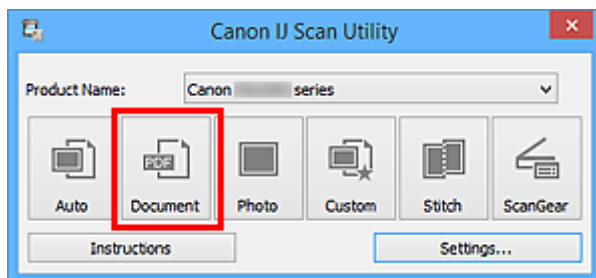 Canon IJ Scan Utility
Product Name: Canon series
PDF
Auto Document Photo Custom Stitch ScanGear
Instructions Settings...